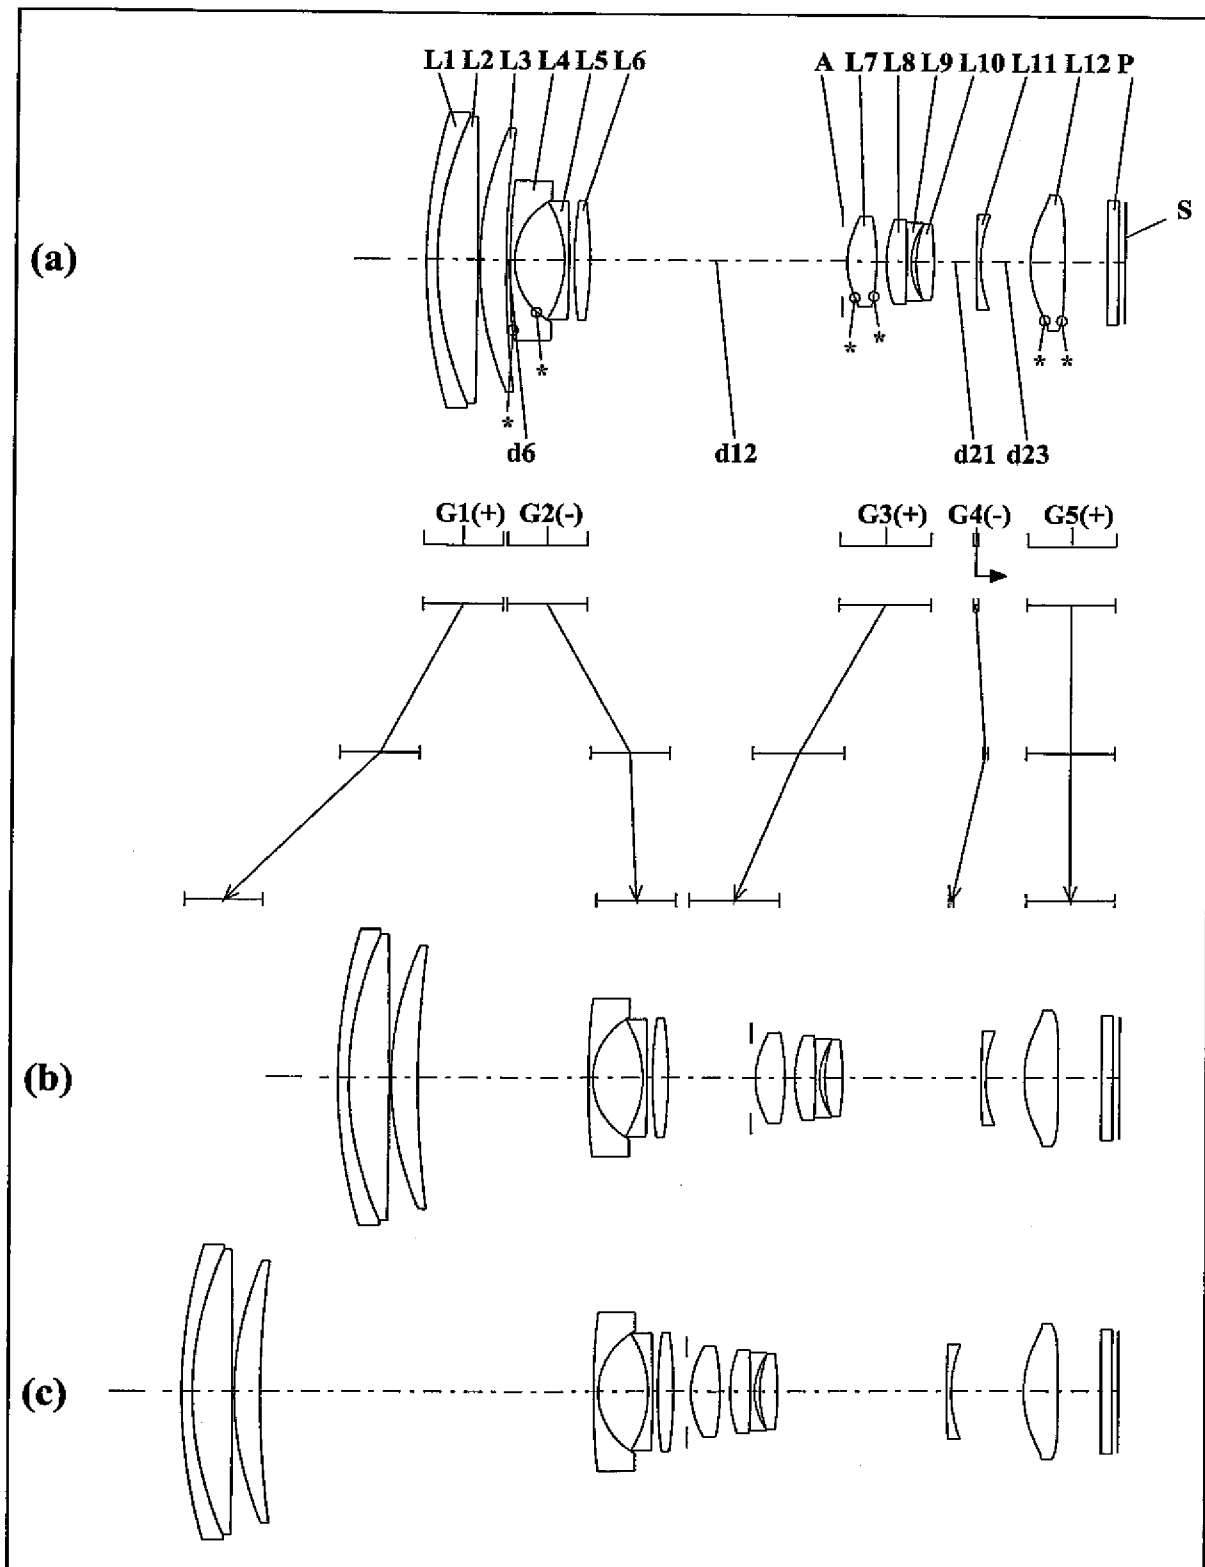 L1 L2 L3 L4 L5 L6 A L7 L8 L9 L10 L11 L12 P
S
(a)
* * * * * *
d6 d12 d21 d23
G1(+) G2(-) G3(+) G4(-) G5(+)
(b)
(c)